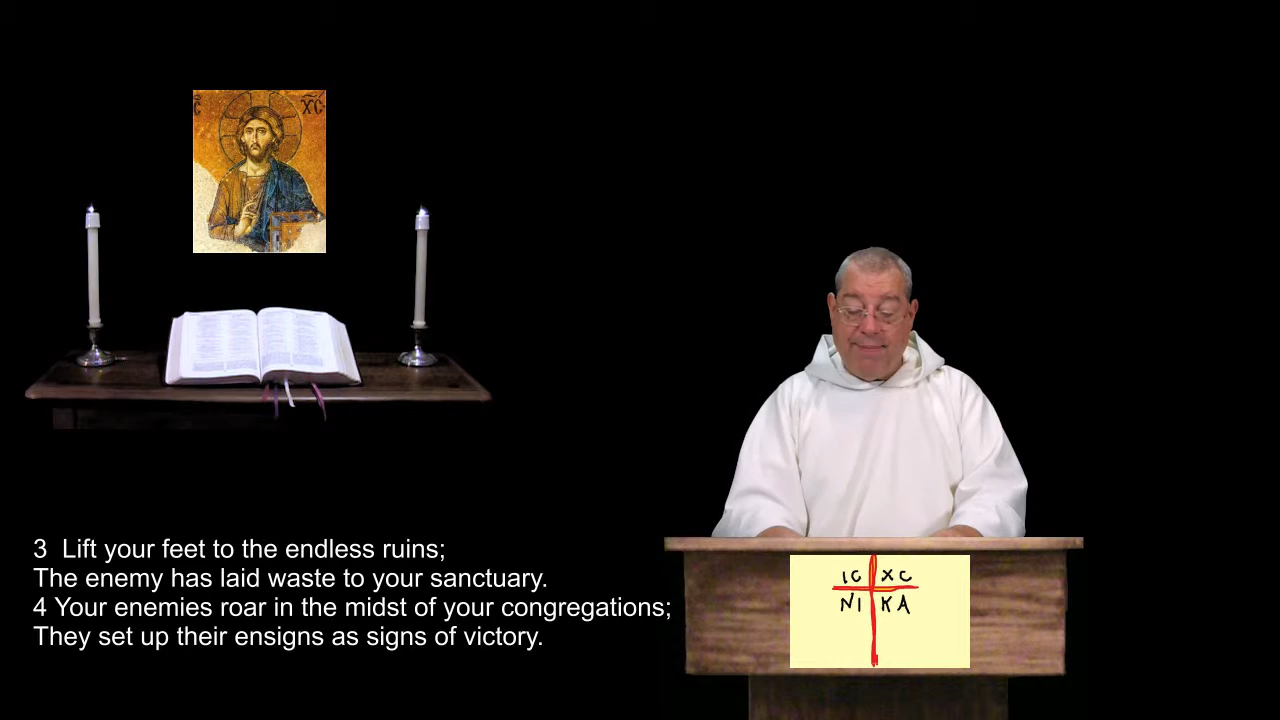 XC
3 Lift your feet to the endless ruins;
The enemy has laid waste to your sanctuary.
4 Your enemies roar in the midst of your congregations;
They set up their ensigns as signs of victory.
IC XC
NI KA